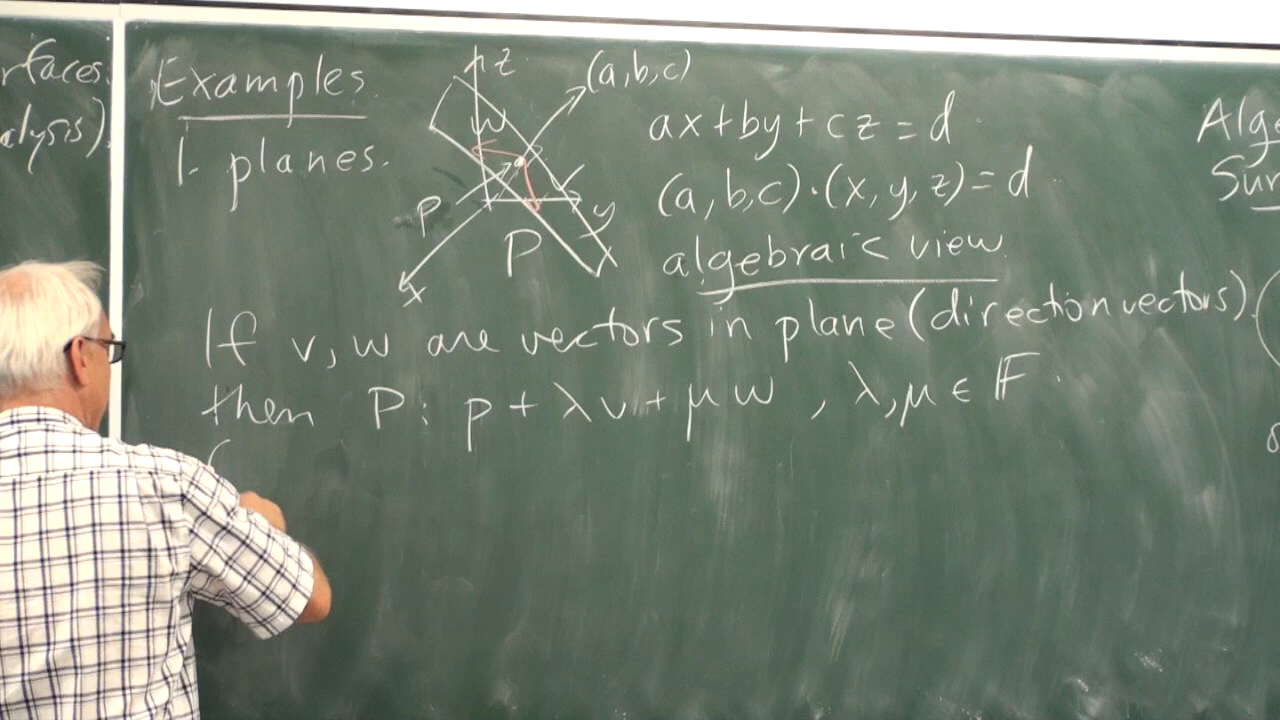 rfaces.
alysis).
Examples.
1. planes.
z
(a,b,c)
w
p
P
y
x
ax+by+cz=d
(a,b,c)·(x,y,z)=d
algebraic view
If v, w are vectors in plane (direction vectors).
then P: p + λv + μw , λ,μ ∈ F.
(
Alge
Sur